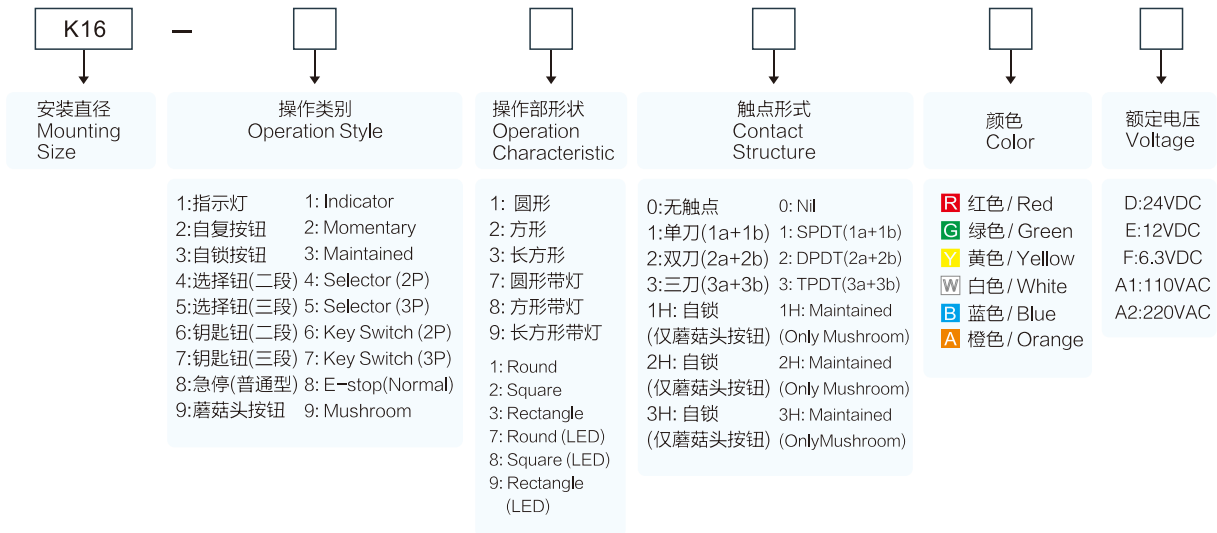 K16 –
安装直径
Mounting
Size
操作类别
Operation Style
1:指示灯 1: Indicator
2:自复按钮 2: Momentary
3:自锁按钮 3: Maintained
4:选择钮(二段) 4: Selector (2P)
5:选择钮(三段) 5: Selector (3P)
6:钥匙钮(二段) 6: Key Switch (2P)
7:钥匙钮(三段) 7: Key Switch (3P)
8:急停(普通型) 8: E-stop(Normal)
9:蘑菇头按钮 9: Mushroom
操作部形状
Operation
Characteristic
1: 圆形
2: 方形
3: 长方形
7: 圆形带灯
8: 方形带灯
9: 长方形带灯
1: Round
2: Square
3: Rectangle
7: Round (LED)
8: Square (LED)
9: Rectangle
(LED)
触点形式
Contact
Structure
0:无触点 0: Nil
1:单刀(1a+1b) 1: SPDT(1a+1b)
2:双刀(2a+2b) 2: DPDT(2a+2b)
3:三刀(3a+3b) 3: TPDT(3a+3b)
1H: 自锁 1H: Maintained
(仅蘑菇头按钮) (Only Mushroom)
2H: 自锁 2H: Maintained
(仅蘑菇头按钮) (Only Mushroom)
3H: 自锁 3H: Maintained
(仅蘑菇头按钮) (OnlyMushroom)
颜色
Color
R 红色/Red
G 绿色/Green
Y 黄色/Yellow
W 白色/White
B 蓝色/Blue
A 橙色/Orange
额定电压
Voltage
D:24VDC
E:12VDC
F:6.3VDC
A1:110VAC
A2:220VAC